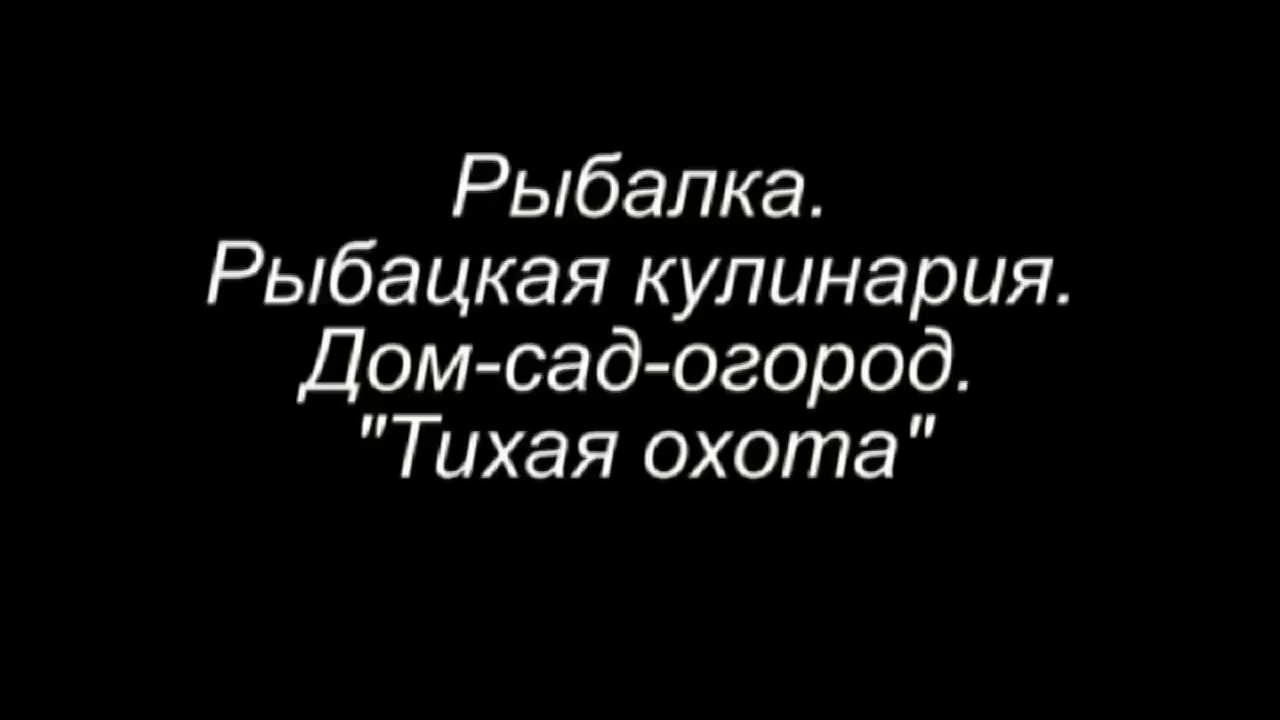 Рыбалка.
Рыбацкая кулинария.
Дом-сад-огород.
"Тихая охота"